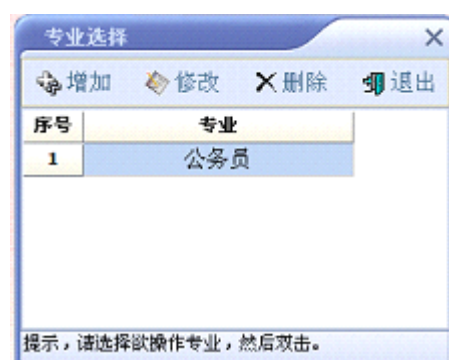 专业选择
增加 修改 删除 退出
序号 专业
1 公务员
提示，请选择欲操作专业，然后双击。